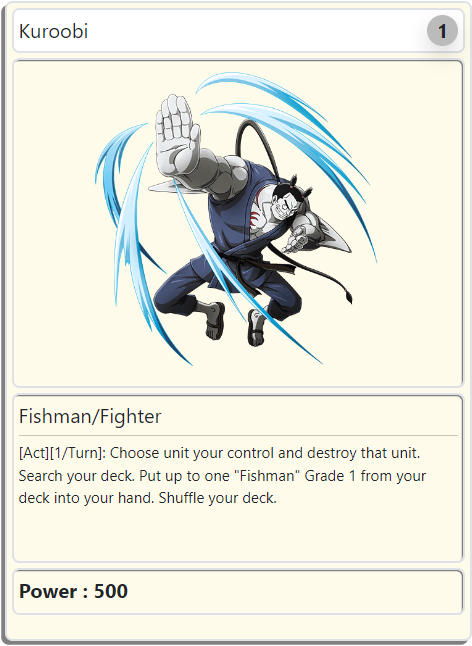 Kuroobi
1
Fishman/Fighter
[Act][1/Turn]: Choose unit your control and destroy that unit.
Search your deck. Put up to one "Fishman" Grade 1 from your
deck into your hand. Shuffle your deck.
Power : 500